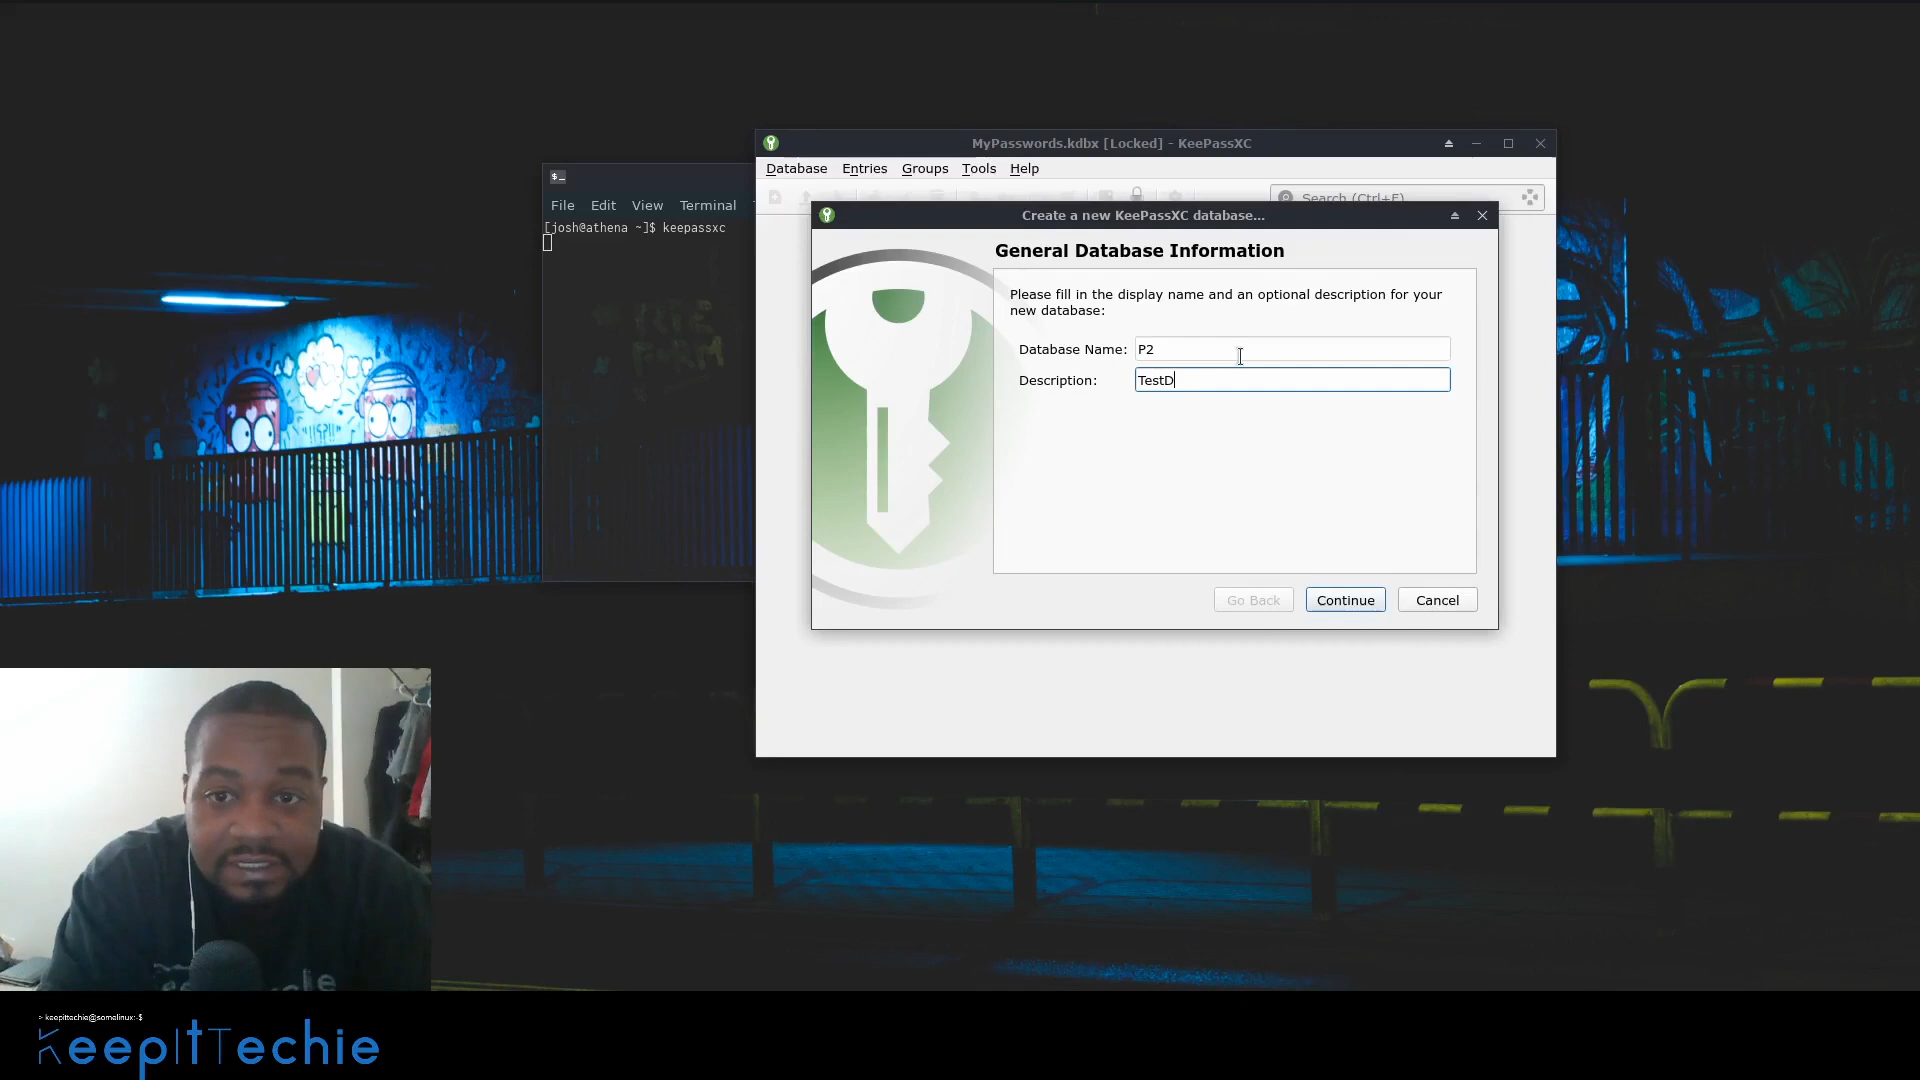 MyPasswords.kdbx [Locked] - KeePassXC
Database Entries Groups Tools Help
Search (Ctrl+F)
File Edit View Terminal
[josh@athena ~]$ keepassxc
Create a new KeePassXC database...
General Database Information
Please fill in the display name and an optional description for your
new database:
Database Name: P2
Description: TestD
Go Back Continue Cancel
> keepittechie@somelinux:-$
KeepItTechie